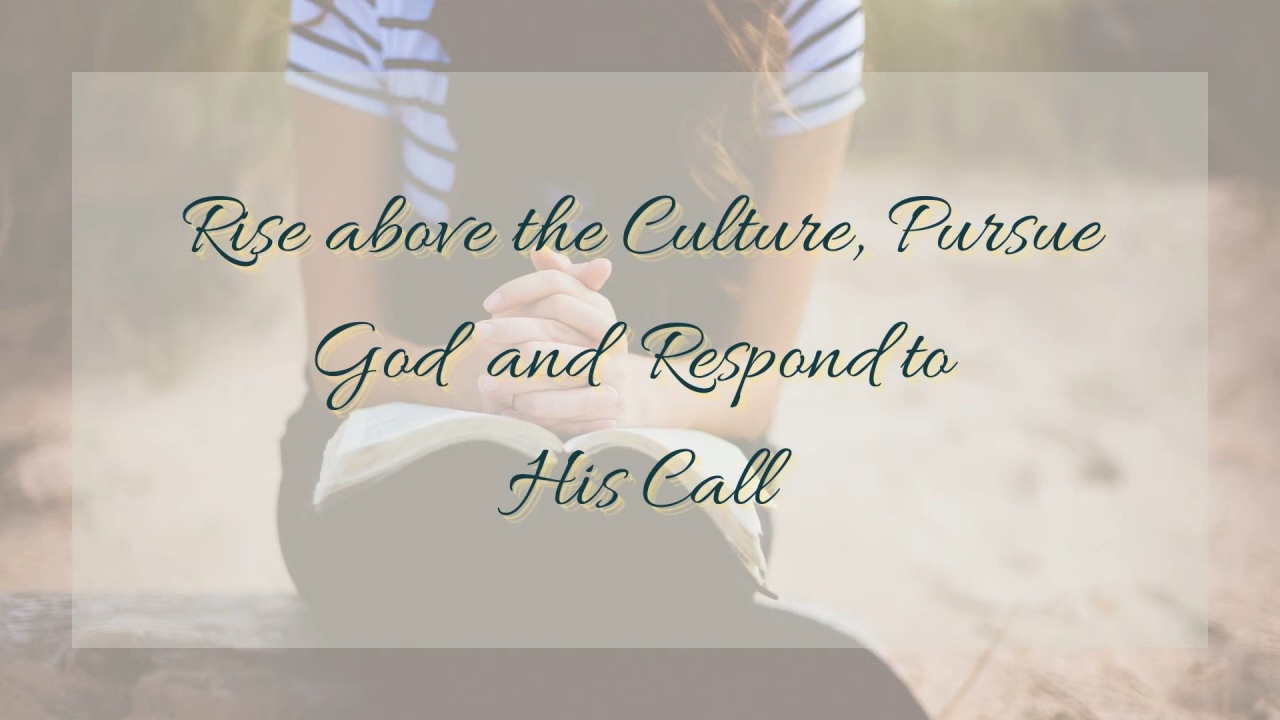 Rise above the Culture, Pursue
God and Respond to
His Call